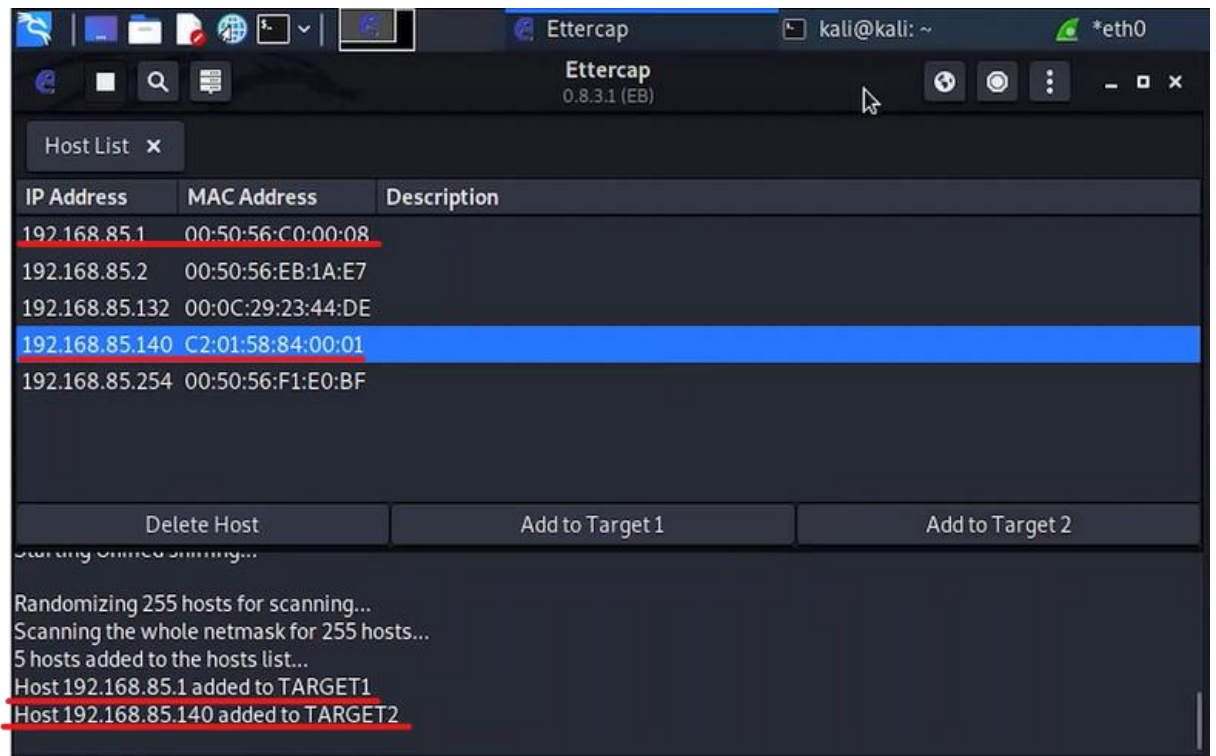 Ettercap
kali@kali: ~
*eth0
Ettercap
0.8.3.1 (EB)
Host List
IP Address MAC Address Description
192.168.85.1 00:50:56:C0:00:08
192.168.85.2 00:50:56:EB:1A:E7
192.168.85.132 00:0C:29:23:44:DE
192.168.85.140 C2:01:58:84:00:01
192.168.85.254 00:50:56:F1:E0:BF
Delete Host Add to Target 1 Add to Target 2
Starting Unified sniffing...
Randomizing 255 hosts for scanning...
Scanning the whole netmask for 255 hosts...
5 hosts added to the hosts list...
Host 192.168.85.1 added to TARGET1
Host 192.168.85.140 added to TARGET2